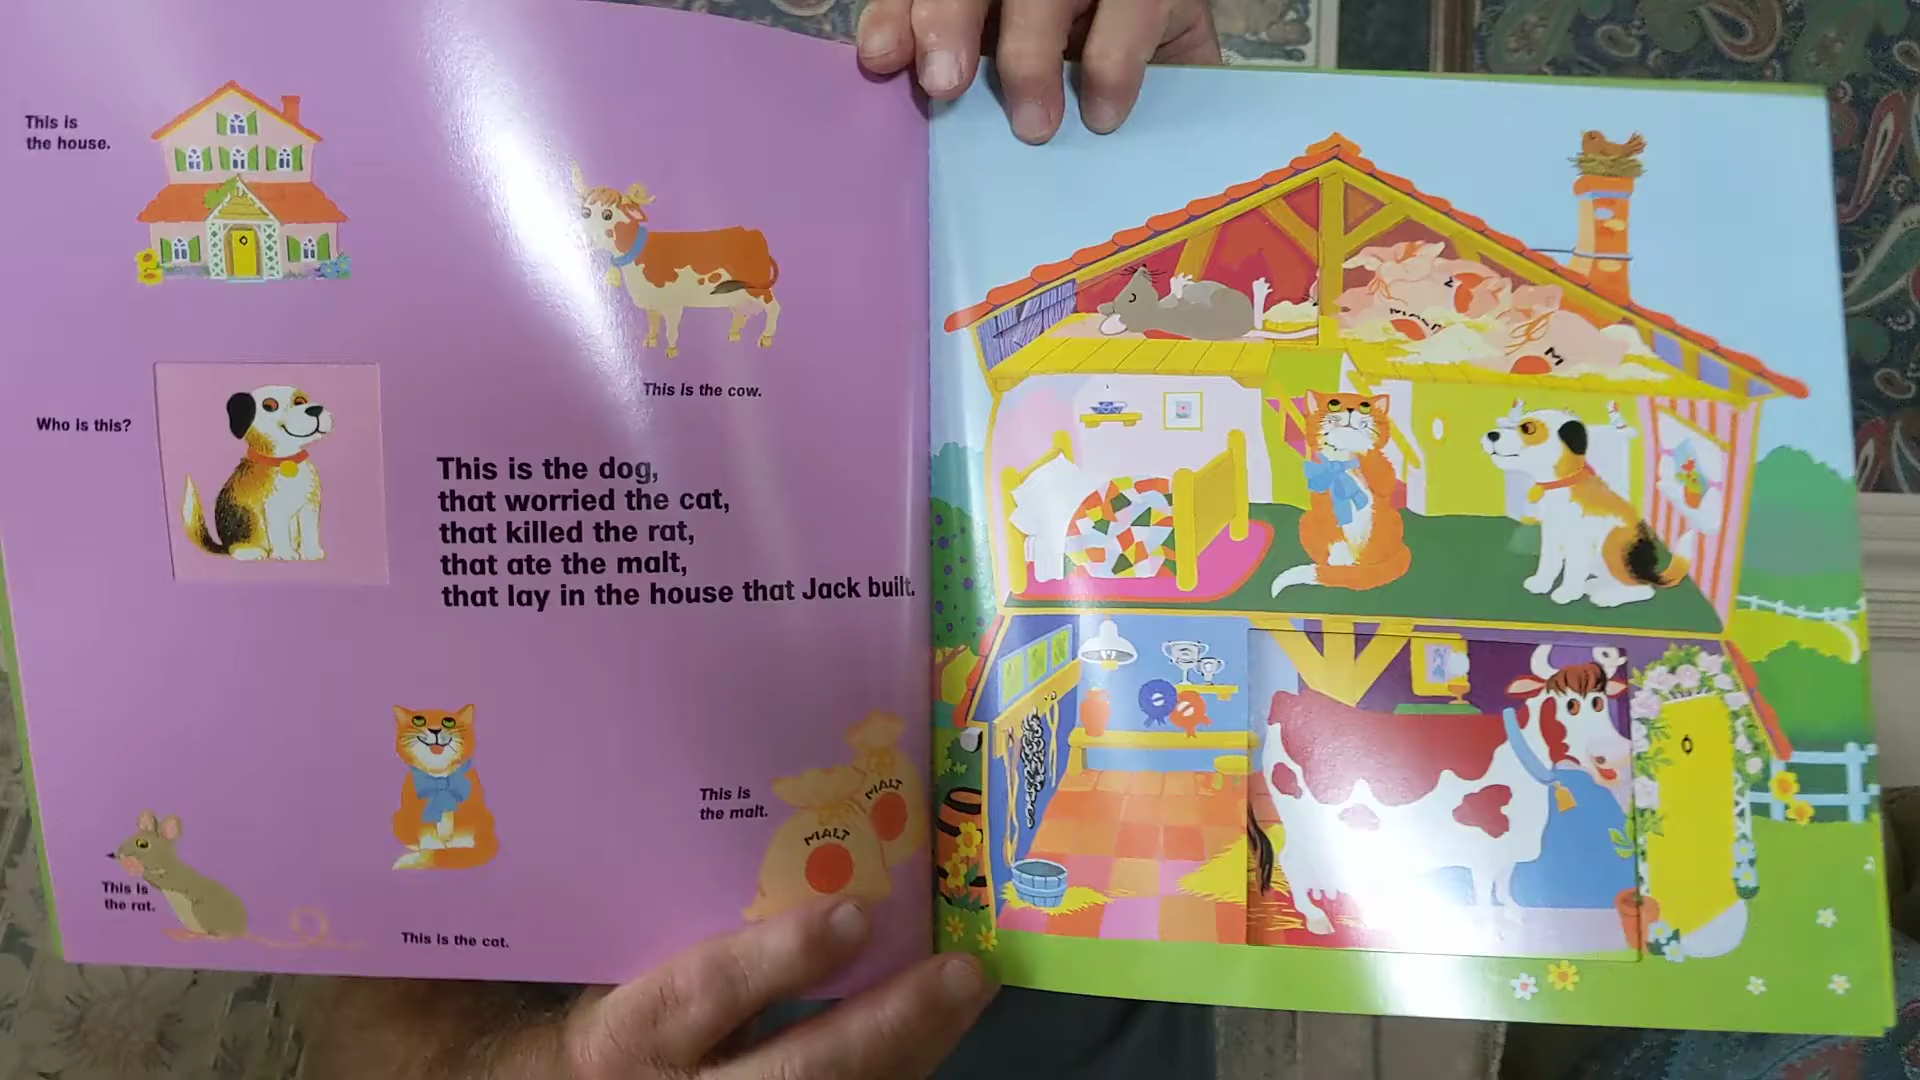 This is
the house.
This is the cow.
Who is this?
This is the dog,
that worried the cat,
that killed the rat,
that ate the malt,
that lay in the house that Jack built.
This is
the malt.
MALT
MALT
This is
the rat.
This is the cat.
M
M